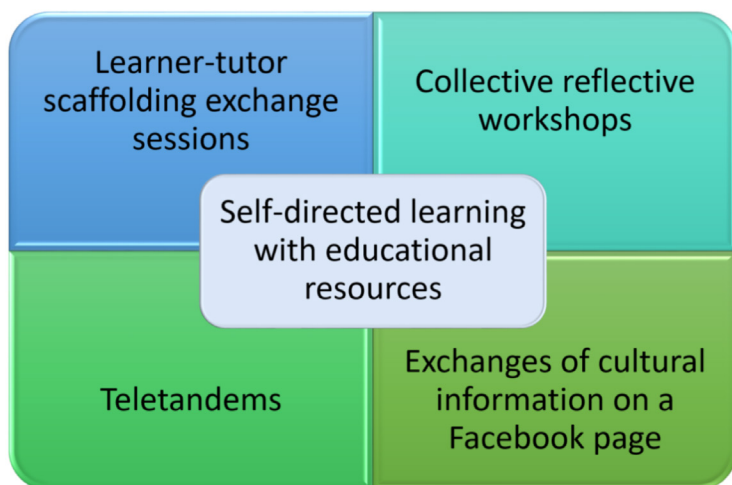 Learner-tutor
scaffolding exchange
sessions
Collective reflective
workshops
Self-directed learning
with educational
resources
Teletandems
Exchanges of cultural
information on a
Facebook page